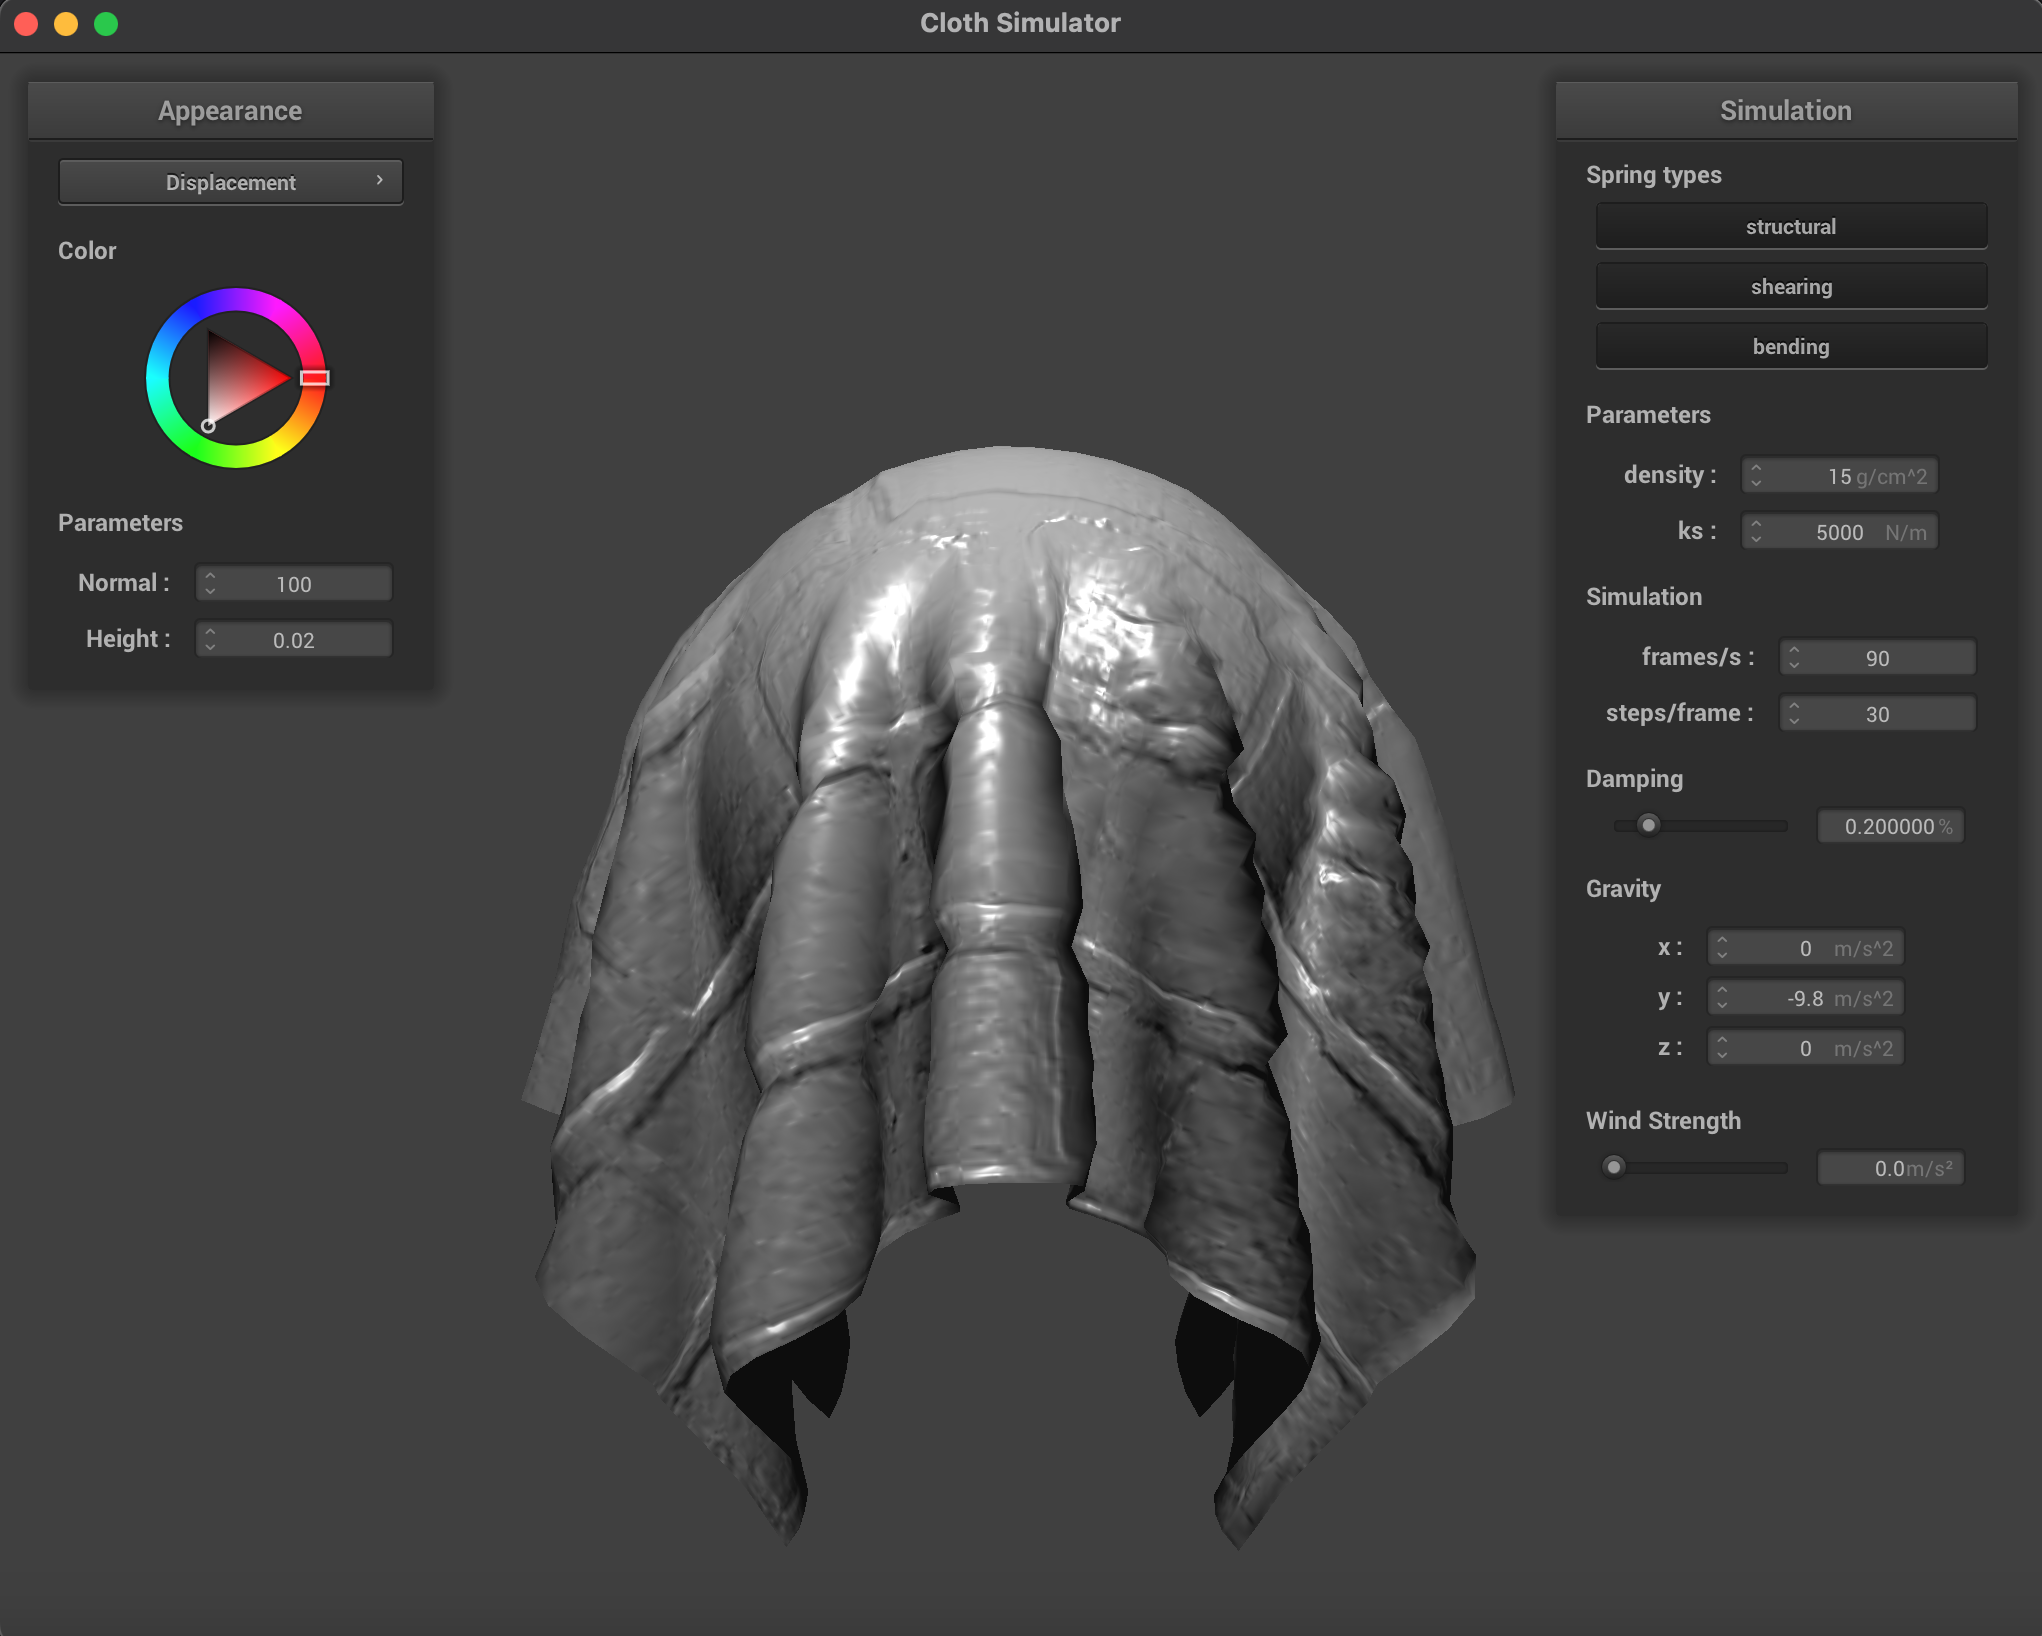 Cloth Simulator
Appearance
Displacement
Color
Parameters
Normal : 100
Height : 0.02
Simulation
Spring types
structural
shearing
bending
Parameters
density : 15 g/cm^2
ks : 5000 N/m
Simulation
frames/s : 90
steps/frame : 30
Damping
0.200000 %
Gravity
x : 0 m/s^2
y : -9.8 m/s^2
z : 0 m/s^2
Wind Strength
0.0 m/s²